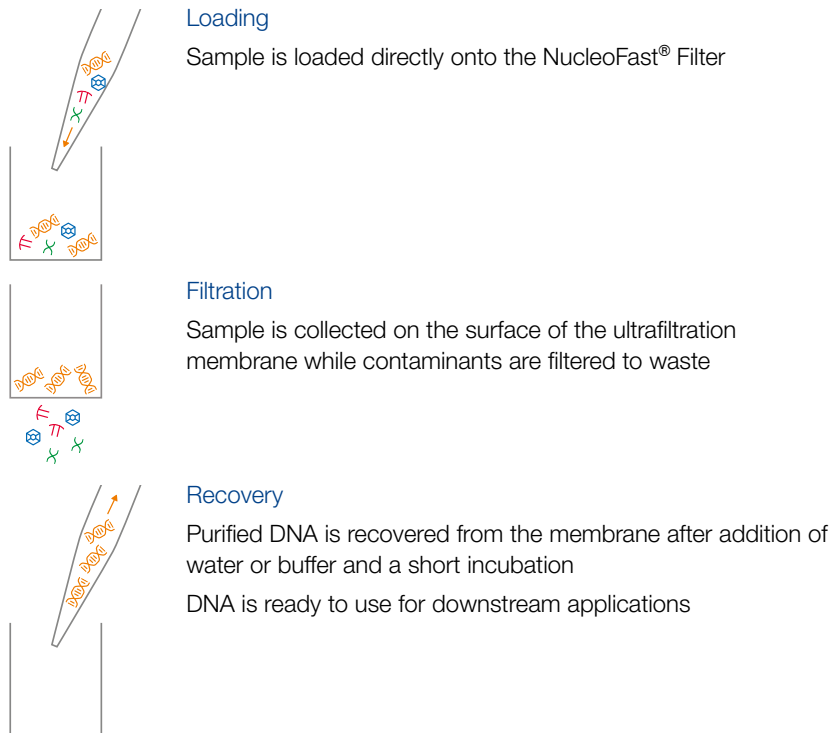 Loading
Sample is loaded directly onto the NucleoFast® Filter
Filtration
Sample is collected on the surface of the ultrafiltration
membrane while contaminants are filtered to waste
Recovery
Purified DNA is recovered from the membrane after addition of
water or buffer and a short incubation
DNA is ready to use for downstream applications